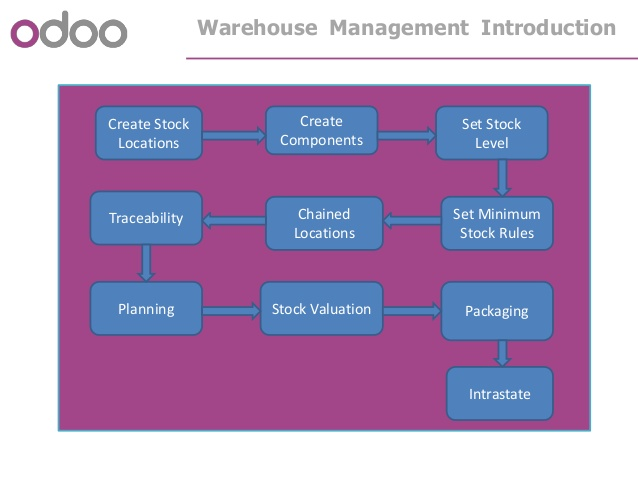 odoo
Warehouse Management Introduction
Create Stock
Locations
Create
Components
Set Stock
Level
Set Minimum
Stock Rules
Chained
Locations
Traceability
Planning
Stock Valuation
Packaging
Intrastate